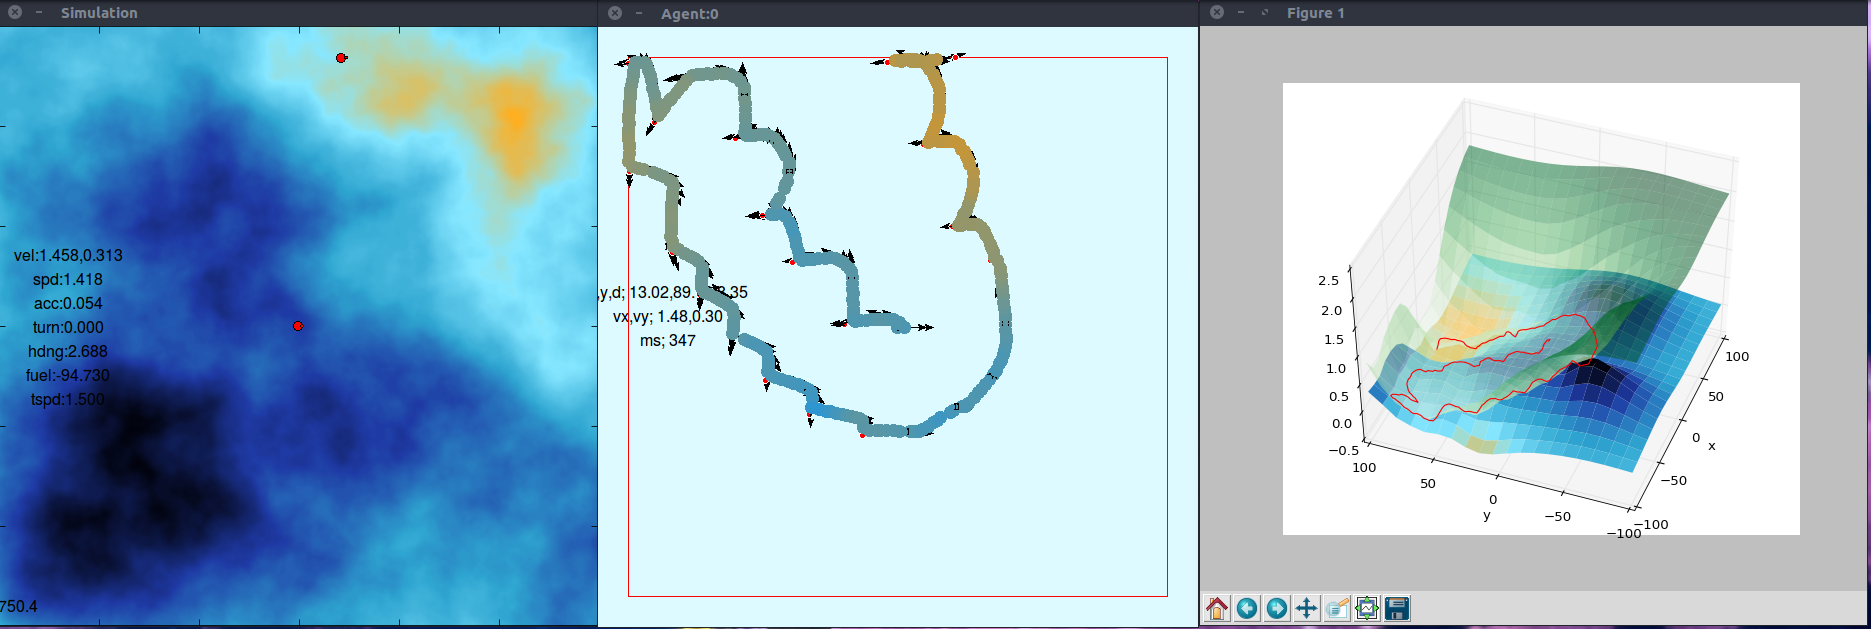 Simulation
vel:1.458,0.313
spd:1.418
acc:0.054
turn:0.000
hdng:2.688
fuel:-94.730
tspd:1.500
750.4
Agent:0
,y,d; 13.02,89. 3.35
vx,vy; 1.48,0.30
ms; 347
Figure 1
2.5
2.0
1.5
1.0
0.5
0.0
−0.5
100
50
0
−50
−100
y
100
50
0
−50
−100
x